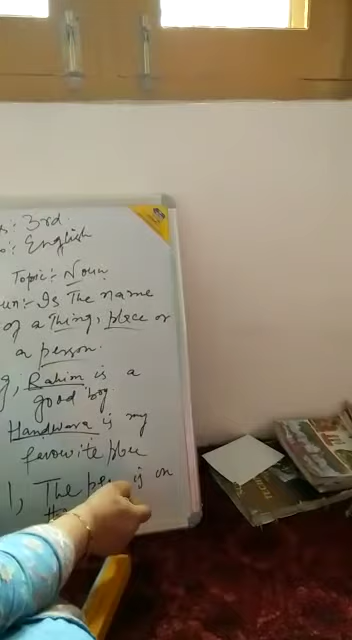 3rd
English
Topic:- Noun
Is The name
of a Thing, place or
a person.
Rahim is a
good boy
Handwara is my
favourite place
The is on